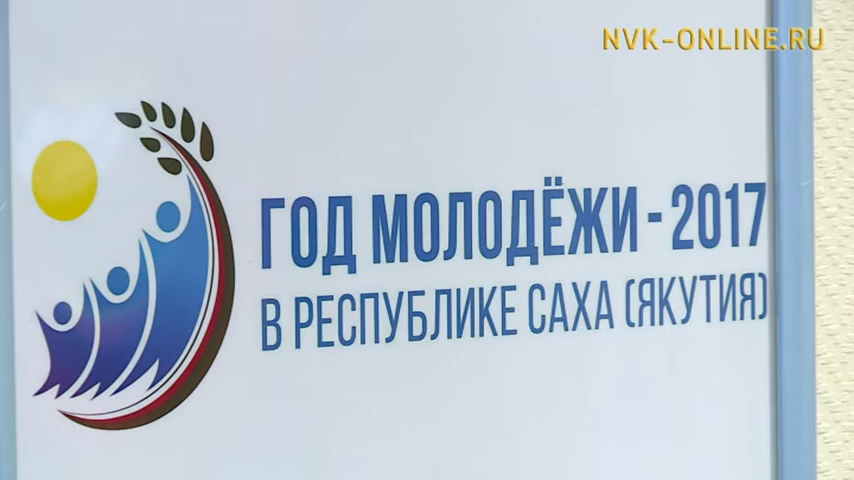 NVK-ONLINE.RU
ГОД МОЛОДЁЖИ - 2017
В РЕСПУБЛИКЕ САХА (ЯКУТИЯ)